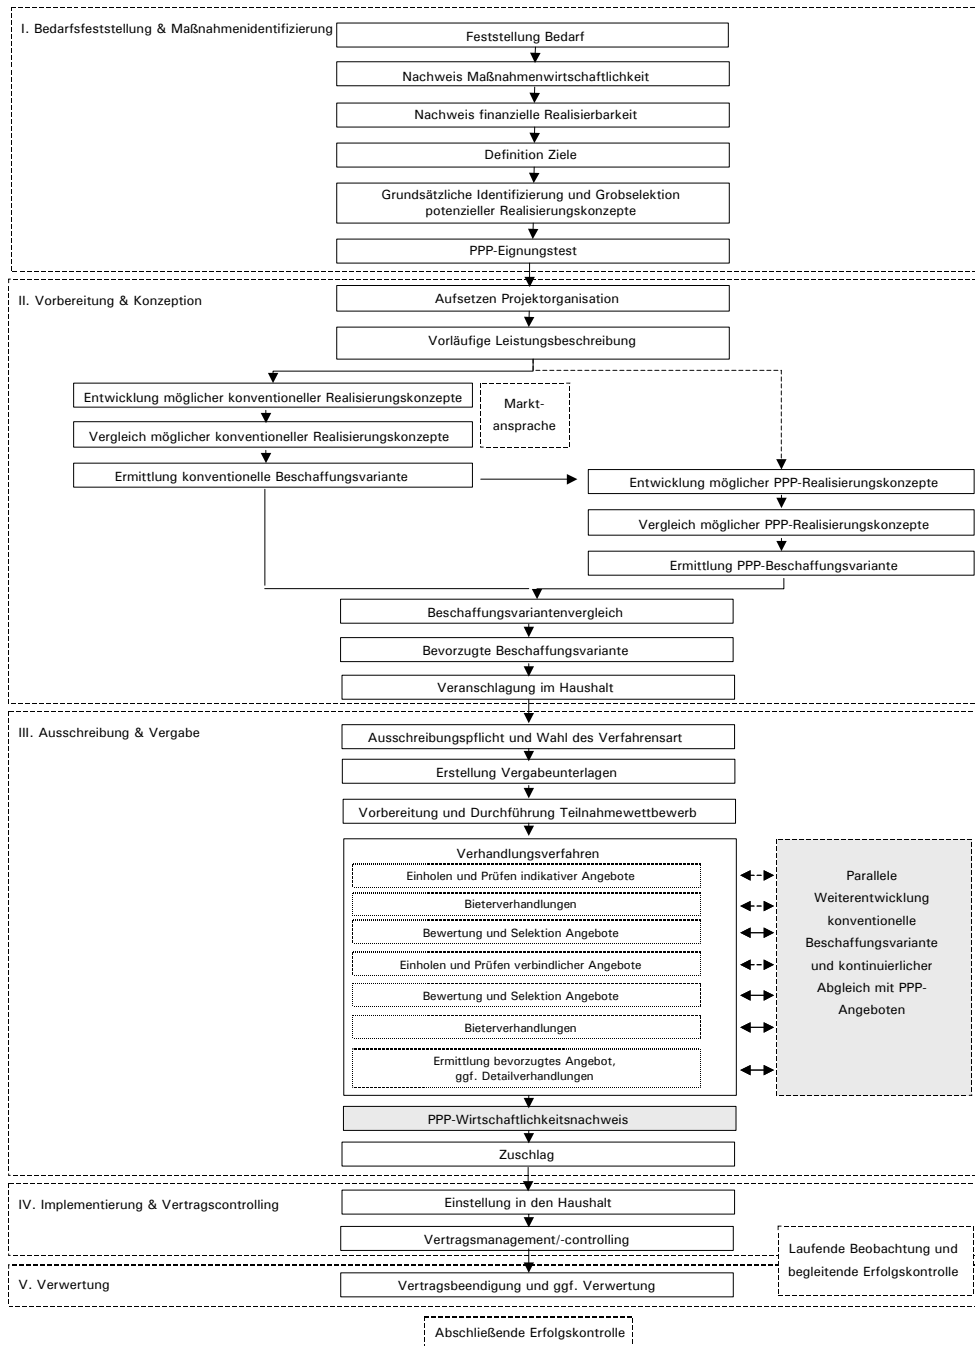 I. Bedarfsfeststellung & Maßnahmenidentifizierung
Feststellung Bedarf
Nachweis Maßnahmenwirtschaftlichkeit
Nachweis finanzielle Realisierbarkeit
Definition Ziele
Grundsätzliche Identifizierung und Grobselektion
potenzieller Realisierungskonzepte
PPP-Eignungstest
II. Vorbereitung & Konzeption
Aufsetzen Projektorganisation
Vorläufige Leistungsbeschreibung
Entwicklung möglicher konventioneller Realisierungskonzepte
Vergleich möglicher konventioneller Realisierungskonzepte
Ermittlung konventionelle Beschaffungsvariante
Markt-
ansprache
Entwicklung möglicher PPP-Realisierungskonzepte
Vergleich möglicher PPP-Realisierungskonzepte
Ermittlung PPP-Beschaffungsvariante
Beschaffungsvariantenvergleich
Bevorzugte Beschaffungsvariante
Veranschlagung im Haushalt
III. Ausschreibung & Vergabe
Ausschreibungspflicht und Wahl des Verfahrensart
Erstellung Vergabeunterlagen
Vorbereitung und Durchführung Teilnahmewettbewerb
Verhandlungsverfahren
Einholen und Prüfen indikativer Angebote
Bieterverhandlungen
Bewertung und Selektion Angebote
Einholen und Prüfen verbindlicher Angebote
Bewertung und Selektion Angebote
Bieterverhandlungen
Ermittlung bevorzugtes Angebot,
ggf. Detailverhandlungen
Parallele
Weiterentwicklung
konventionelle
Beschaffungsvariante
und kontinuierlicher
Abgleich mit PPP-
Angeboten
PPP-Wirtschaftlichkeitsnachweis
Zuschlag
IV. Implementierung & Vertragscontrolling
Einstellung in den Haushalt
Vertragsmanagement/-controlling
Laufende Beobachtung und
begleitende Erfolgskontrolle
V. Verwertung
Vertragsbeendigung und ggf. Verwertung
Abschließende Erfolgskontrolle